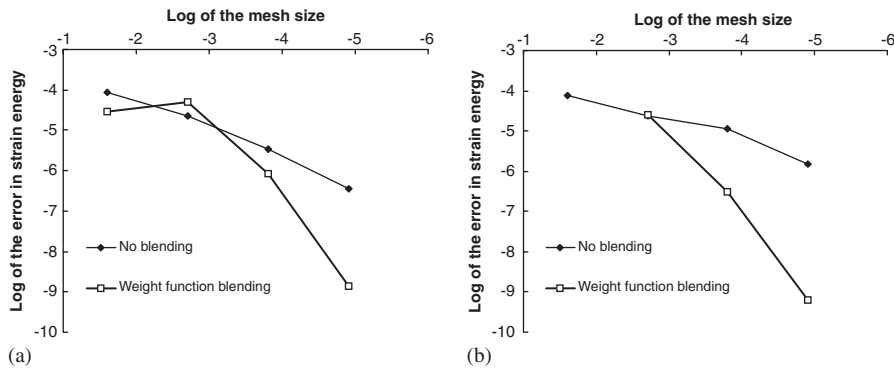 Log of the mesh size
-1 -2 -3 -4 -5 -6
-3
-4
-5
-6
-7
-8
-9
-10
Log of the error in strain energy
No blending
Weight function blending
(a)
Log of the mesh size
-1 -2 -3 -4 -5 -6
-3
-4
-5
-6
-7
-8
-9
-10
Log of the error in strain energy
No blending
Weight function blending
(b)